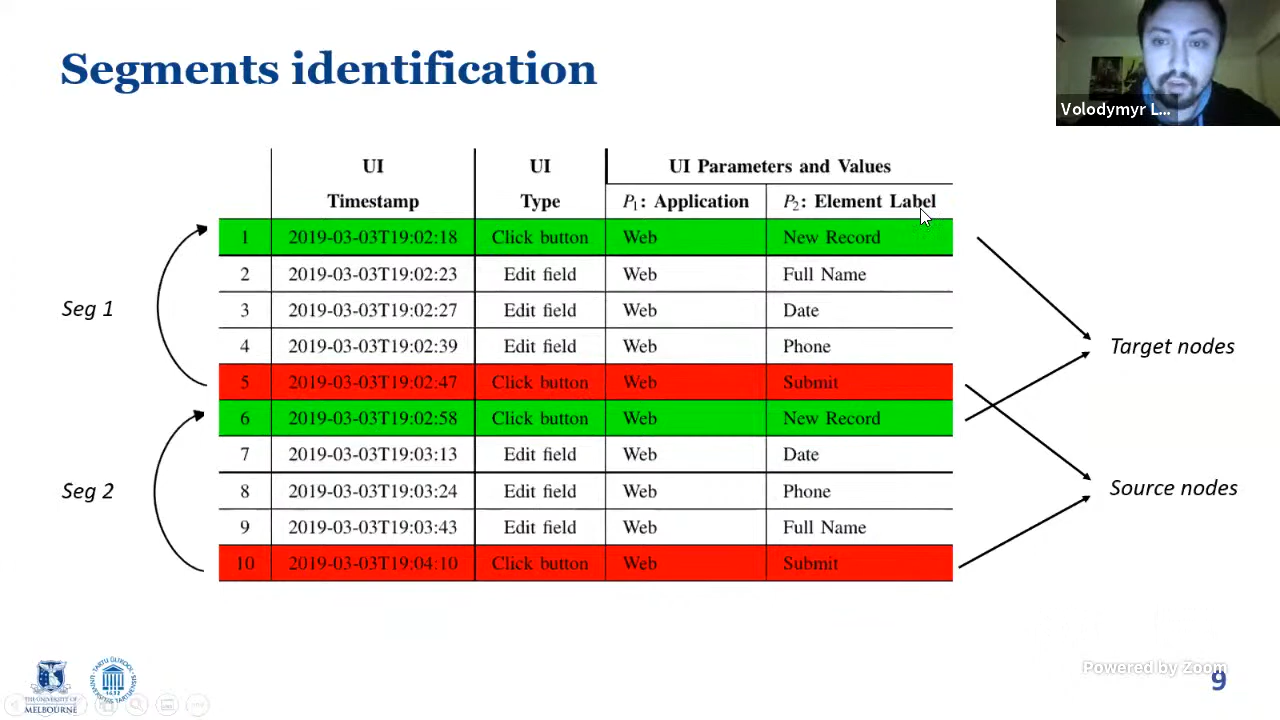 Segments identification
Volodymyr L...
UI UI UI Parameters and Values
Timestamp Type P1: Application P2: Element Label
1 2019-03-03T19:02:18 Click button Web New Record
2 2019-03-03T19:02:23 Edit field Web Full Name
3 2019-03-03T19:02:27 Edit field Web Date
4 2019-03-03T19:02:39 Edit field Web Phone
5 2019-03-03T19:02:47 Click button Web Submit
6 2019-03-03T19:02:58 Click button Web New Record
7 2019-03-03T19:03:13 Edit field Web Date
8 2019-03-03T19:03:24 Edit field Web Phone
9 2019-03-03T19:03:43 Edit field Web Full Name
10 2019-03-03T19:04:10 Click button Web Submit
Seg 1
Seg 2
Target nodes
Source nodes
THE UNIVERSITY OF
MELBOURNE
TARTU ÜLIKOOL
1632
Powered by Zoom
9